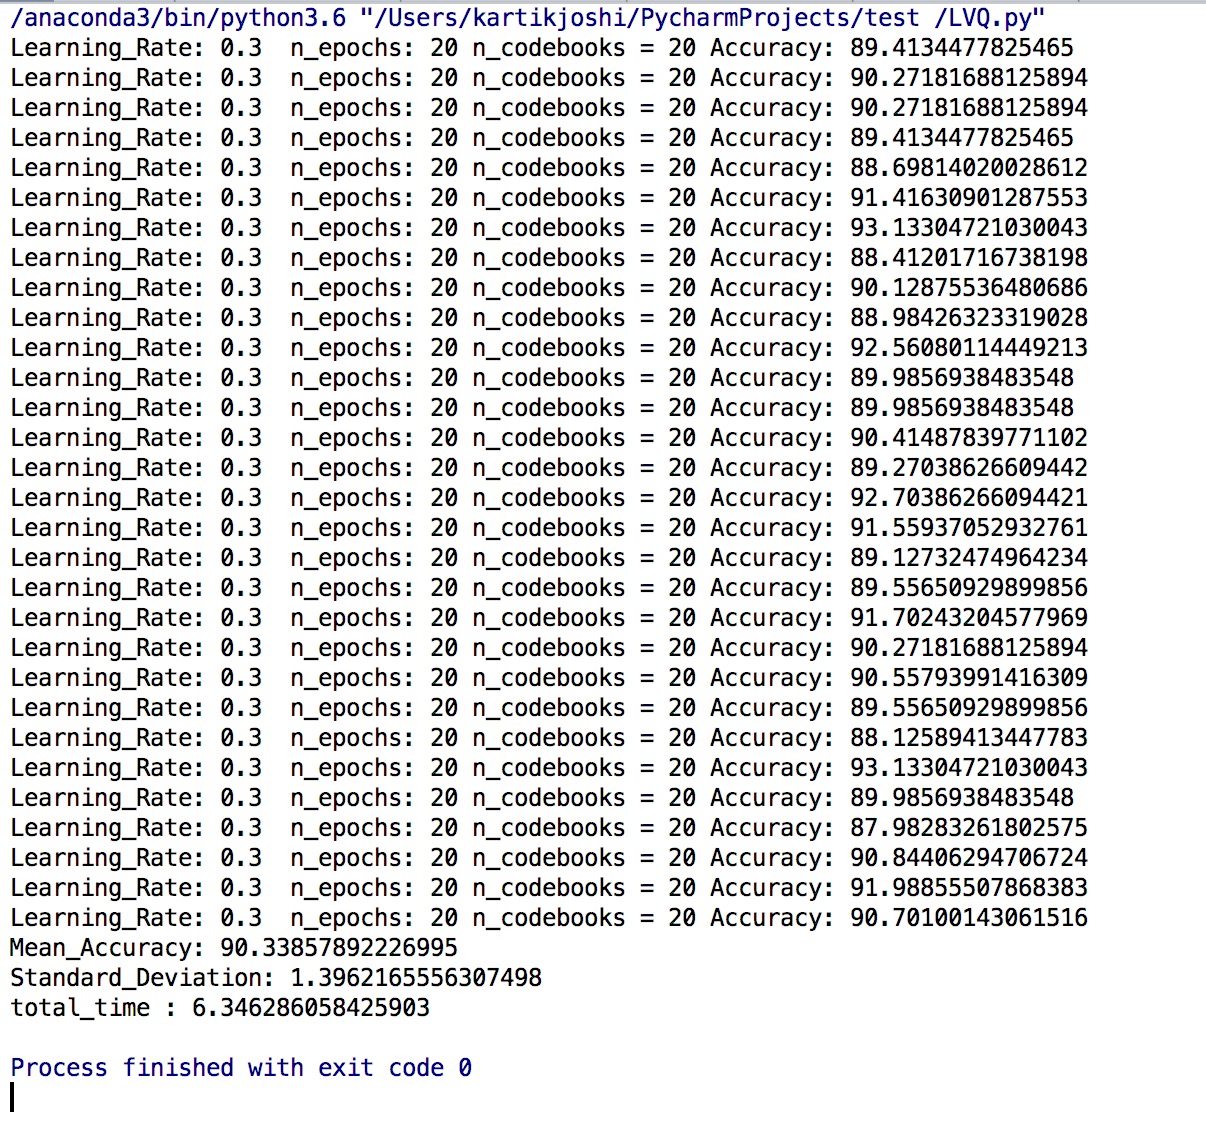 /anaconda3/bin/python3.6 "/Users/kartikjoshi/PycharmProjects/test /LVQ.py"
Learning_Rate: 0.3  n_epochs: 20 n_codebooks = 20 Accuracy: 89.4134477825465
Learning_Rate: 0.3  n_epochs: 20 n_codebooks = 20 Accuracy: 90.27181688125894
Learning_Rate: 0.3  n_epochs: 20 n_codebooks = 20 Accuracy: 90.27181688125894
Learning_Rate: 0.3  n_epochs: 20 n_codebooks = 20 Accuracy: 89.4134477825465
Learning_Rate: 0.3  n_epochs: 20 n_codebooks = 20 Accuracy: 88.69814020028612
Learning_Rate: 0.3  n_epochs: 20 n_codebooks = 20 Accuracy: 91.41630901287553
Learning_Rate: 0.3  n_epochs: 20 n_codebooks = 20 Accuracy: 93.13304721030043
Learning_Rate: 0.3  n_epochs: 20 n_codebooks = 20 Accuracy: 88.41201716738198
Learning_Rate: 0.3  n_epochs: 20 n_codebooks = 20 Accuracy: 90.12875536480686
Learning_Rate: 0.3  n_epochs: 20 n_codebooks = 20 Accuracy: 88.98426323319028
Learning_Rate: 0.3  n_epochs: 20 n_codebooks = 20 Accuracy: 92.56080114449213
Learning_Rate: 0.3  n_epochs: 20 n_codebooks = 20 Accuracy: 89.9856938483548
Learning_Rate: 0.3  n_epochs: 20 n_codebooks = 20 Accuracy: 89.9856938483548
Learning_Rate: 0.3  n_epochs: 20 n_codebooks = 20 Accuracy: 90.41487839771102
Learning_Rate: 0.3  n_epochs: 20 n_codebooks = 20 Accuracy: 89.27038626609442
Learning_Rate: 0.3  n_epochs: 20 n_codebooks = 20 Accuracy: 92.70386266094421
Learning_Rate: 0.3  n_epochs: 20 n_codebooks = 20 Accuracy: 91.55937052932761
Learning_Rate: 0.3  n_epochs: 20 n_codebooks = 20 Accuracy: 89.12732474964234
Learning_Rate: 0.3  n_epochs: 20 n_codebooks = 20 Accuracy: 89.55650929899856
Learning_Rate: 0.3  n_epochs: 20 n_codebooks = 20 Accuracy: 91.70243204577969
Learning_Rate: 0.3  n_epochs: 20 n_codebooks = 20 Accuracy: 90.27181688125894
Learning_Rate: 0.3  n_epochs: 20 n_codebooks = 20 Accuracy: 90.55793991416309
Learning_Rate: 0.3  n_epochs: 20 n_codebooks = 20 Accuracy: 89.55650929899856
Learning_Rate: 0.3  n_epochs: 20 n_codebooks = 20 Accuracy: 88.12589413447783
Learning_Rate: 0.3  n_epochs: 20 n_codebooks = 20 Accuracy: 93.13304721030043
Learning_Rate: 0.3  n_epochs: 20 n_codebooks = 20 Accuracy: 89.9856938483548
Learning_Rate: 0.3  n_epochs: 20 n_codebooks = 20 Accuracy: 87.98283261802575
Learning_Rate: 0.3  n_epochs: 20 n_codebooks = 20 Accuracy: 90.84406294706724
Learning_Rate: 0.3  n_epochs: 20 n_codebooks = 20 Accuracy: 91.98855507868383
Learning_Rate: 0.3  n_epochs: 20 n_codebooks = 20 Accuracy: 90.70100143061516
Mean_Accuracy: 90.33857892226995
Standard_Deviation: 1.3962165556307498
total_time : 6.346286058425903
Process finished with exit code 0